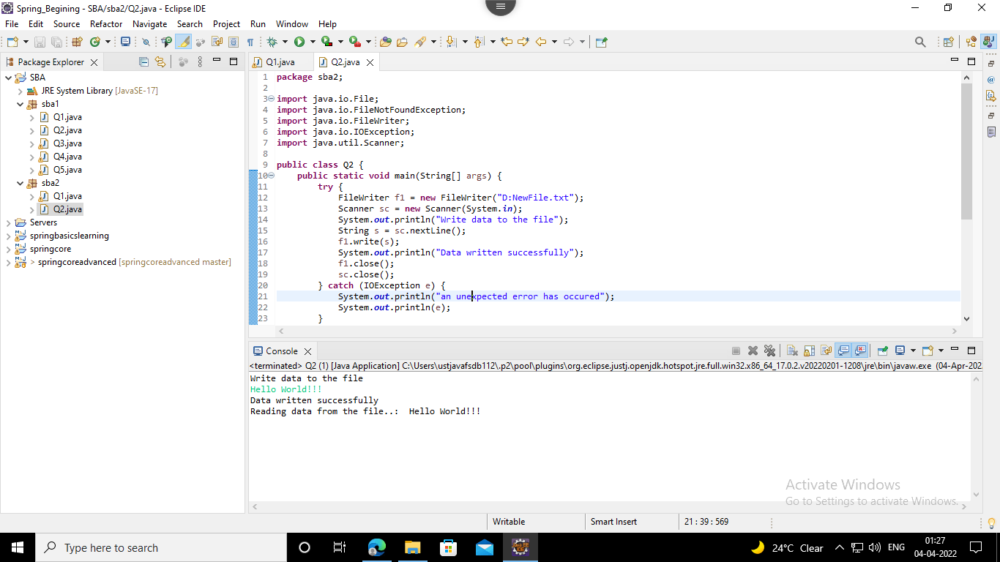 Spring_Begining - SBA/sba2/Q2.java - Eclipse IDE
File Edit Source Refactor Navigate Search Project Run Window Help
Package Explorer
SBA
JRE System Library [JavaSE-17]
sba1
Q1.java
Q2.java
Q3.java
Q4.java
Q5.java
sba2
Q1.java
Q2.java
Servers
springbasicslearning
springcore
> springcoreadvanced [springcoreadvanced master]
Q1.java Q2.java
1 package sba2;
2
3 import java.io.File;
4 import java.io.FileNotFoundException;
5 import java.io.FileWriter;
6 import java.io.IOException;
7 import java.util.Scanner;
8
9 public class Q2 {
10 public static void main(String[] args) {
11 try {
12 FileWriter f1 = new FileWriter("D:NewFile.txt");
13 Scanner sc = new Scanner(System.in);
14 System.out.println("Write data to the file");
15 String s = sc.nextLine();
16 f1.write(s);
17 System.out.println("Data written successfully");
18 f1.close();
19 sc.close();
20 } catch (IOException e) {
21 System.out.println("an unexpected error has occured");
22 System.out.println(e);
23 }
Console
<terminated> Q2 (1) [Java Application] C:\Users\ustjavafsdb112\.p2\pool\plugins\org.eclipse.justj.openjdk.hotspot.jre.full.win32.x86_64_17.0.2.v20220201-1208\jre\bin\javaw.exe (04-Apr-202
Write data to the file
Hello World!!!
Data written successfully
Reading data from the file..: Hello World!!!
Activate Windows
Go to Settings to activate Windows.
Writable Smart Insert 21 : 39 : 569
Type here to search
24°C Clear ENG
01:27
04-04-2022